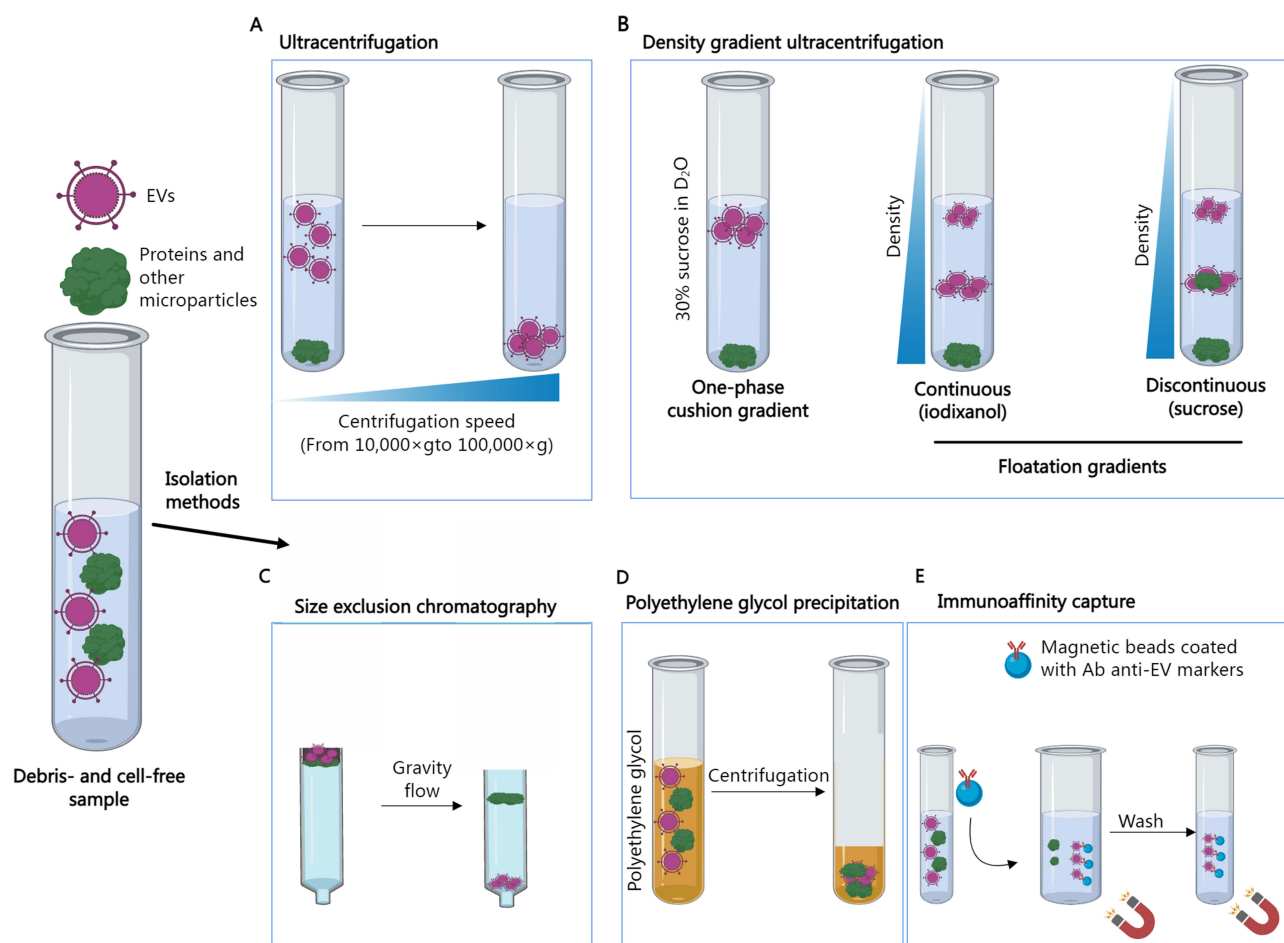 A
Ultracentrifugation
B
Density gradient ultracentrifugation
EVs
Proteins and
other
microparticles
30% sucrose in D₂O
Density
Density
One-phase
cushion gradient
Continuous
(iodixanol)
Discontinuous
(sucrose)
Floatation gradients
Centrifugation speed
(From 10,000×gto 100,000×g)
Isolation
methods
Debris- and cell-free
sample
C
Size exclusion chromatography
Gravity
flow
D
Polyethylene glycol precipitation
Polyethylene glycol
Centrifugation
E
Immunoaffinity capture
Magnetic beads coated
with Ab anti-EV markers
Wash